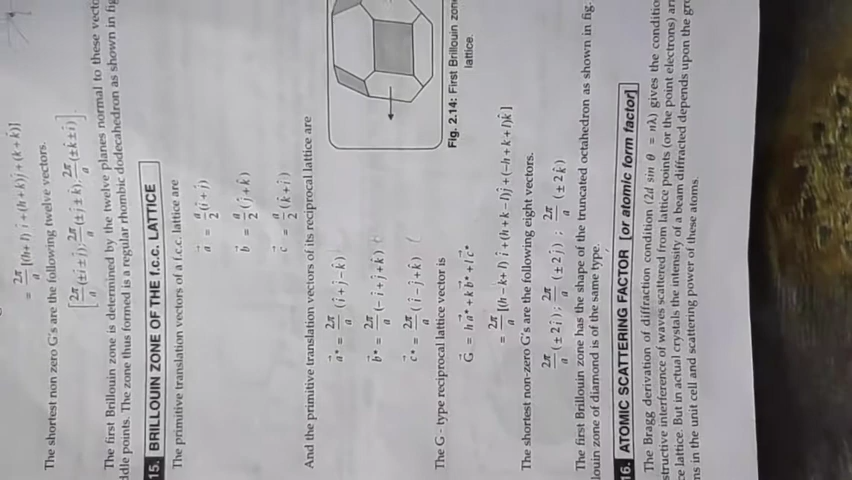 = 2π/a [(h+l) î+(h+k)ĵ+(k+k̂)]
The shortest non zero G's are the following twelve vectors.
[2π/a (±î±ĵ); 2π/a (±ĵ±k̂); 2π/a (±k̂±î)].
The first Brillouin zone is determined by the twelve planes normal to these
ddle points. The zone thus formed is a regular rhombic dodecahedron as shown in
15. BRILLOUIN ZONE OF THE f.c.c. LATTICE
The primitive translation vectors of a f.c.c. lattice are
a⃗ = a/2 (î+ĵ)
b⃗ = a/2 (ĵ+k̂)
c⃗ = a/2 (k̂+î)
And the primitive translation vectors of its reciprocal lattice are
a⃗* = 2π/a (î+ĵ−k̂)
b⃗* = 2π/a (−î+ĵ+k̂)
c⃗* = 2π/a (î−ĵ+k̂)
Fig. 2.14: First Brillouin
lattice.
The G - type reciprocal lattice vector is
G⃗ = h a⃗*+k b⃗*+l c⃗*
= 2π/a [(h−k+l) î+(h+k−l)ĵ+(−h+k+l)k̂]
The shortest non-zero G's are the following eight vectors.
2π/a (±2î); 2π/a (±2ĵ); 2π/a (±2k̂)
The first Brillouin zone has the shape of the truncated octahedron as shown in fig.
louin zone of diamond is of the same type.
16. ATOMIC SCATTERING FACTOR [or atomic form factor]
The Bragg derivation of diffraction condition (2d sin θ = nλ) gives the
structive interference of waves scattered from lattice points (or the point electrons)
ce lattice. But in actual crystals the intensity of a beam diffracted depends upon the
ns in the unit cell and scattering power of these atoms.